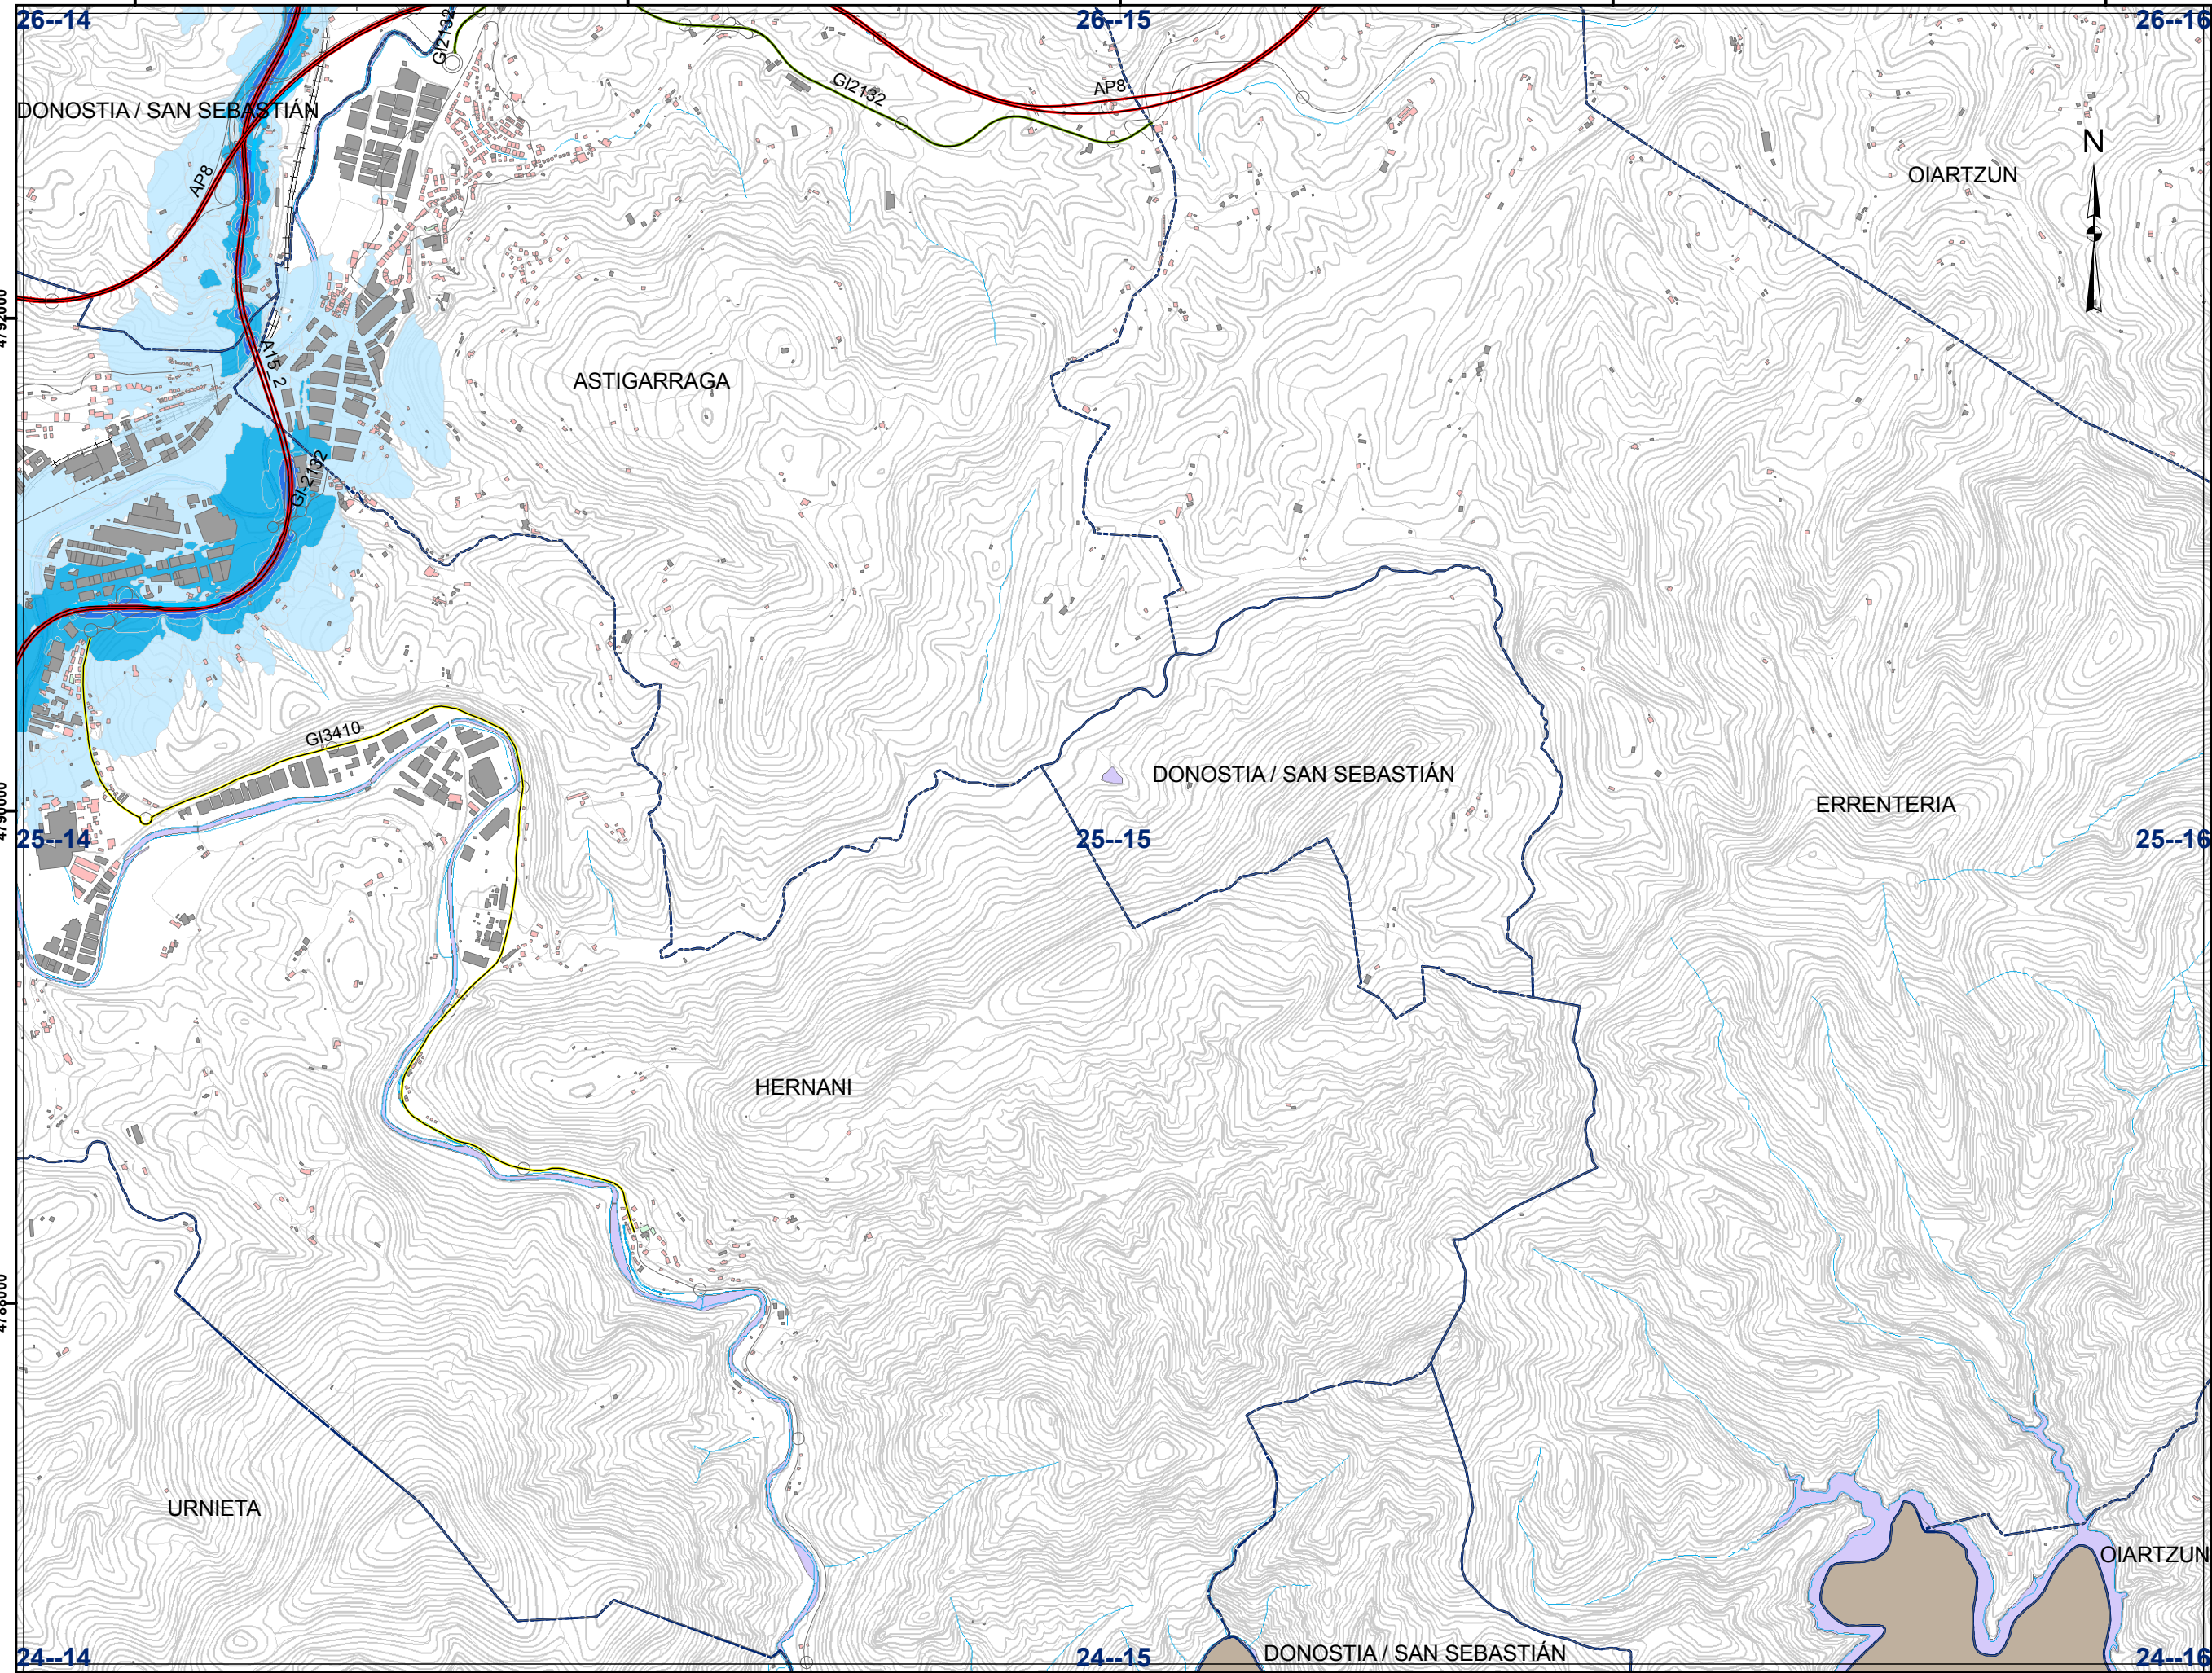 26--14
26--15
26--16
GI2132
DONOSTIA / SAN SEBASTIÁN
AP8
GI2132
AP8
N
OIARTZUN
A15_2
ASTIGARRAGA
GI-2132
GI3410
DONOSTIA / SAN SEBASTIÁN
ERRENTERIA
25--14
25--15
25--16
HERNANI
URNIETA
OIARTZUN
DONOSTIA / SAN SEBASTIÁN
24--14
24--15
24--16